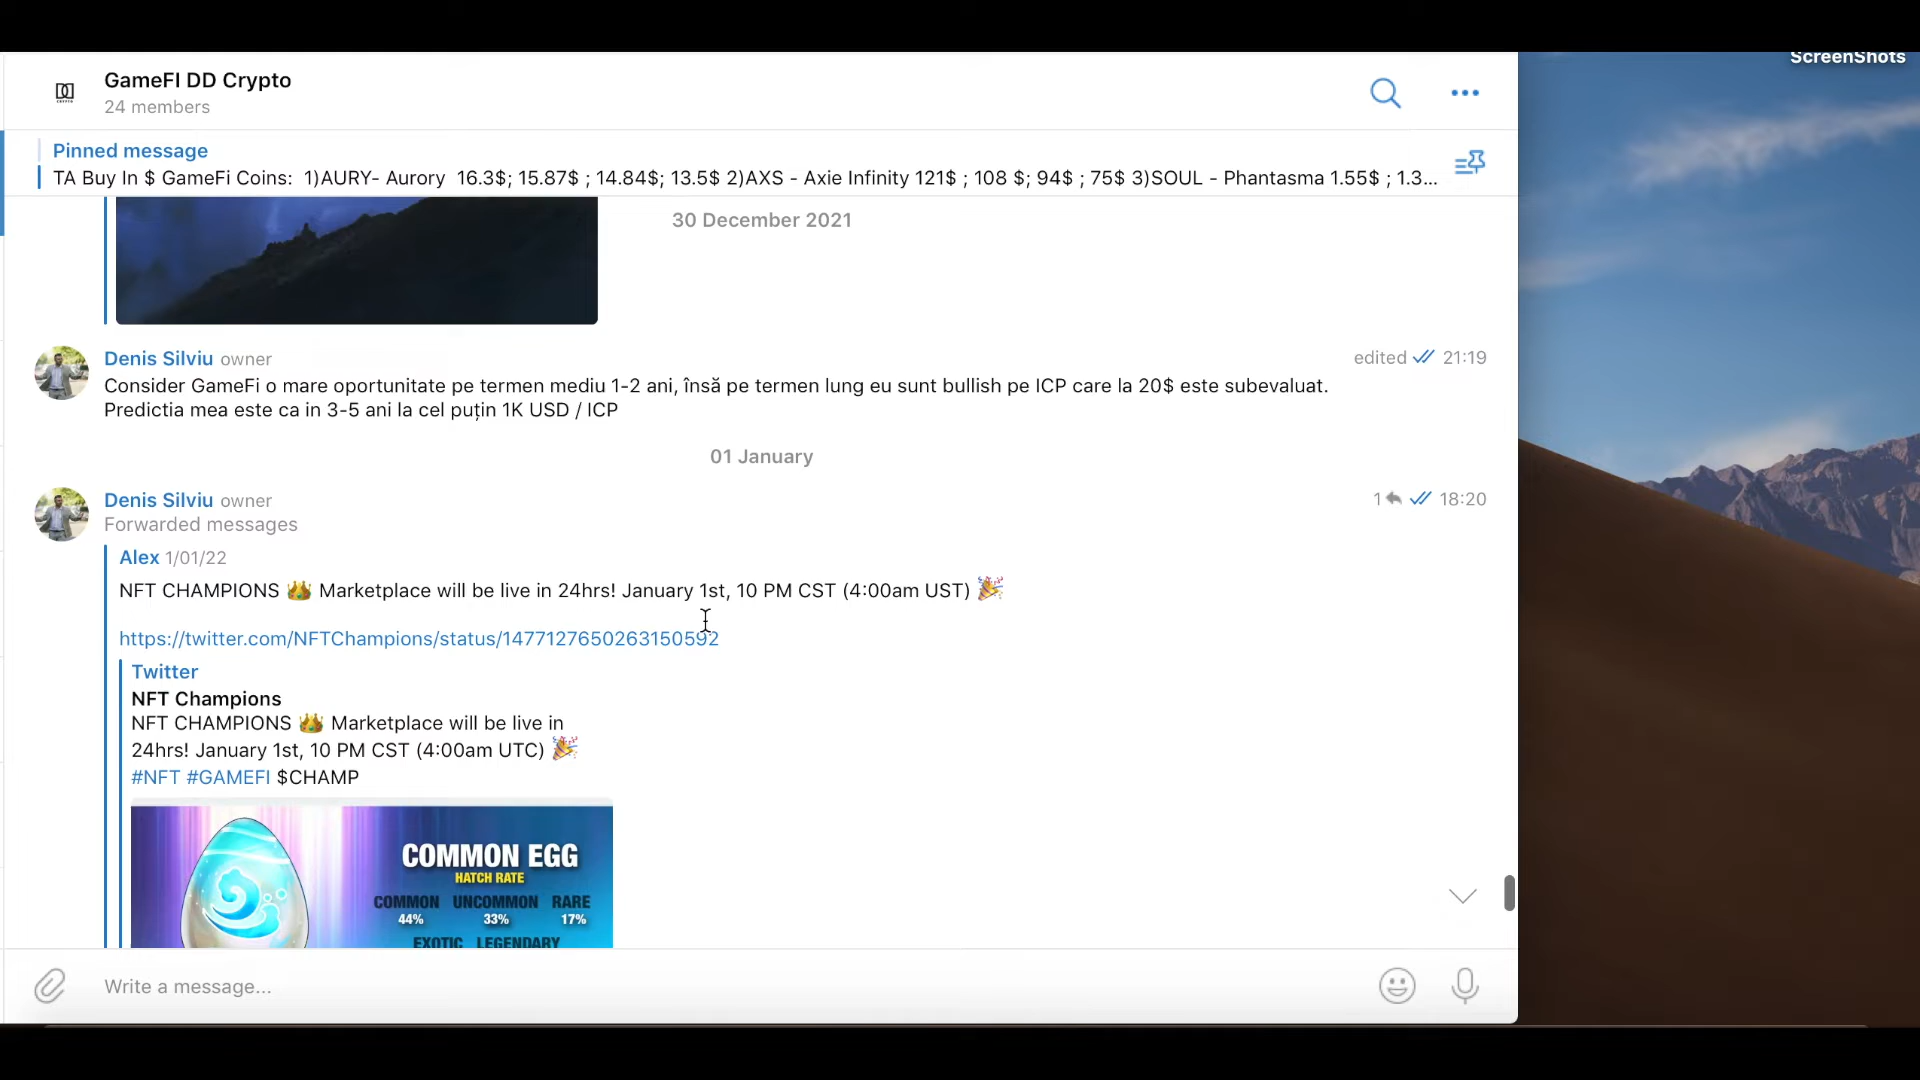 ScreenShots
GameFI DD Crypto
24 members
Pinned message
TA Buy In $ GameFi Coins: 1)AURY- Aurory 16.3$; 15.87$ ; 14.84$; 13.5$ 2)AXS - Axie Infinity 121$ ; 108 $; 94$ ; 75$ 3)SOUL - Phantasma 1.55$ ; 1.3...
30 December 2021
Denis Silviu owner
edited 21:19
Consider GameFi o mare oportunitate pe termen mediu 1-2 ani, însă pe termen lung eu sunt bullish pe ICP care la 20$ este subevaluat.
Predictia mea este ca in 3-5 ani la cel puțin 1K USD / ICP
01 January
Denis Silviu owner
1 18:20
Forwarded messages
Alex 1/01/22
NFT CHAMPIONS 👑 Marketplace will be live in 24hrs! January 1st, 10 PM CST (4:00am UST) 🎉
https://twitter.com/NFTChampions/status/1477127650263150592
Twitter
NFT Champions
NFT CHAMPIONS 👑 Marketplace will be live in
24hrs! January 1st, 10 PM CST (4:00am UTC) 🎉
#NFT #GAMEFI $CHAMP
COMMON EGG
HATCH RATE
COMMON UNCOMMON RARE
44% 33% 17%
EXOTIC LEGENDARY
Write a message...